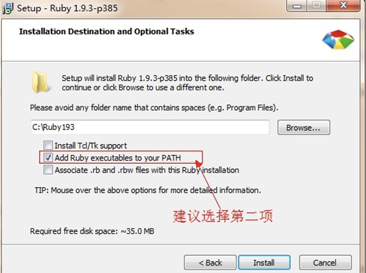 Setup - Ruby 1.9.3-p385
Installation Destination and Optional Tasks
Setup will install Ruby 1.9.3-p385 into the following folder. Click Install to
continue or click Browse to use a different one.
Please avoid any folder name that contains spaces (e.g. Program Files).
C:\Ruby193
Browse...
Install Td/Tk support
Add Ruby executables to your PATH
Associate .rb and .rbw files with this Ruby installation
TIP: Mouse over the above options for more detailed information.
建议选择第二项
Required free disk space: ~35.0 MB
< Back
Install
Cancel